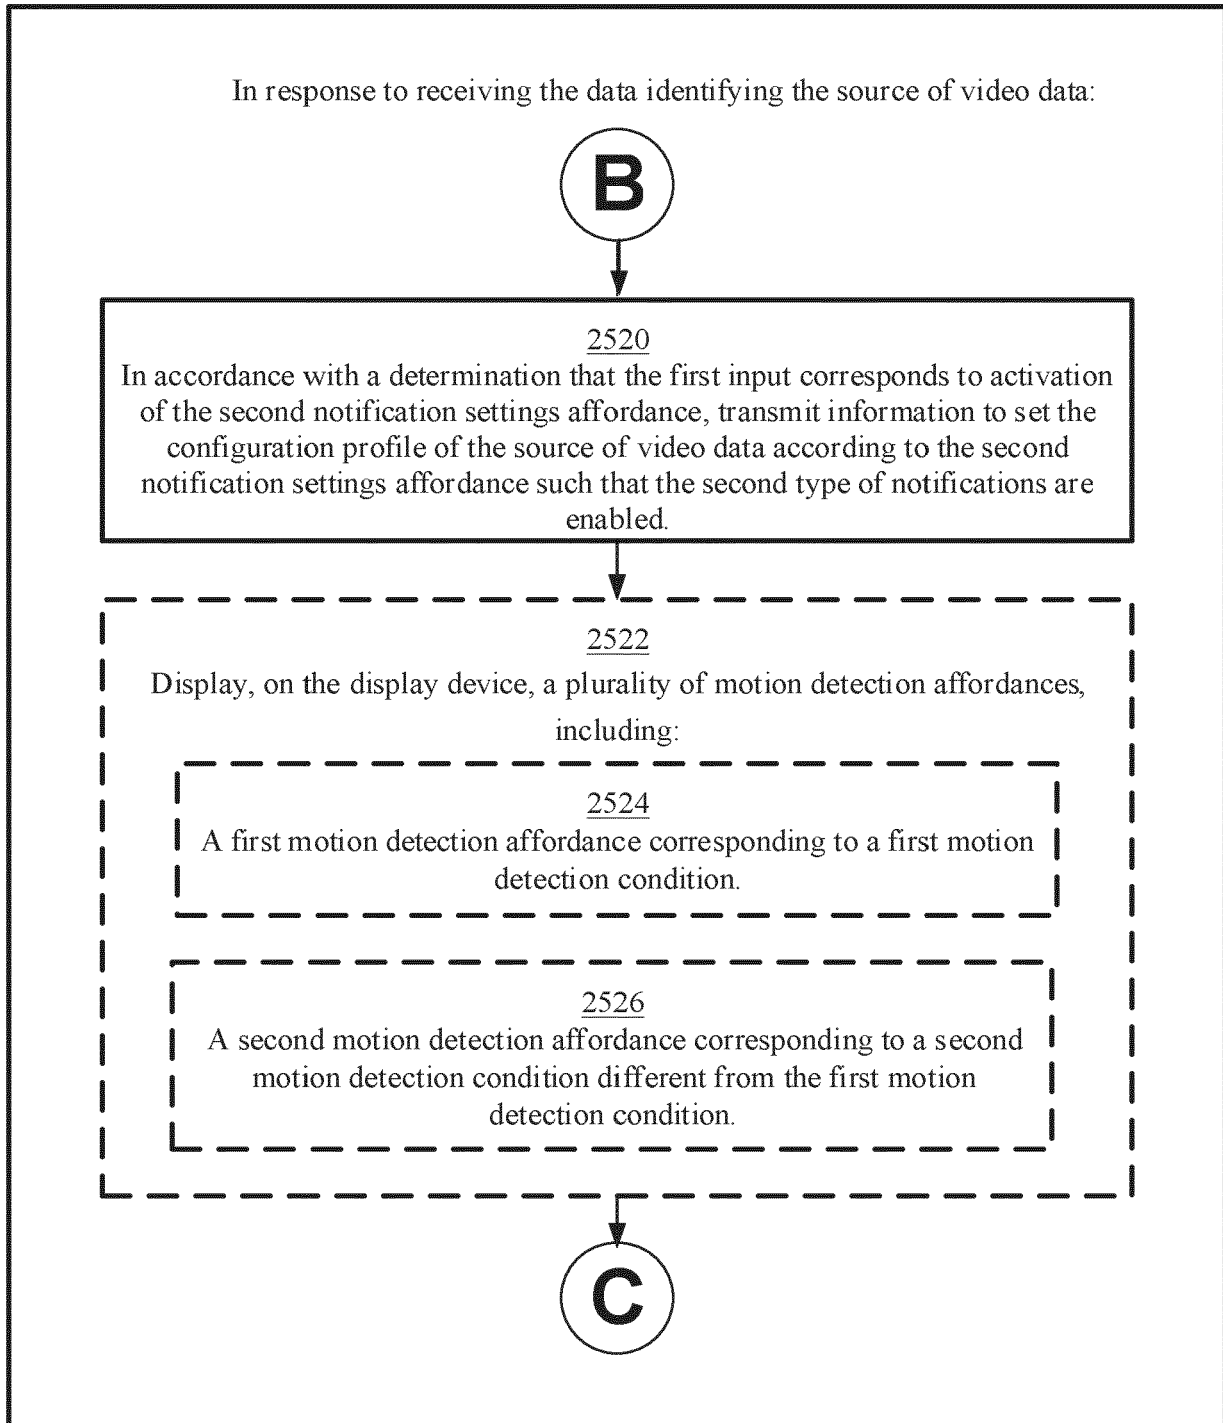 In response to receiving the data identifying the source of video data:
B
2520
In accordance with a determination that the first input corresponds to activation
of the second notification settings affordance, transmit information to set the
configuration profile of the source of video data according to the second
notification settings affordance such that the second type of notifications are
enabled.
2522
Display, on the display device, a plurality of motion detection affordances,
including:
2524
A first motion detection affordance corresponding to a first motion
detection condition.
2526
A second motion detection affordance corresponding to a second
motion detection condition different from the first motion
detection condition.
C